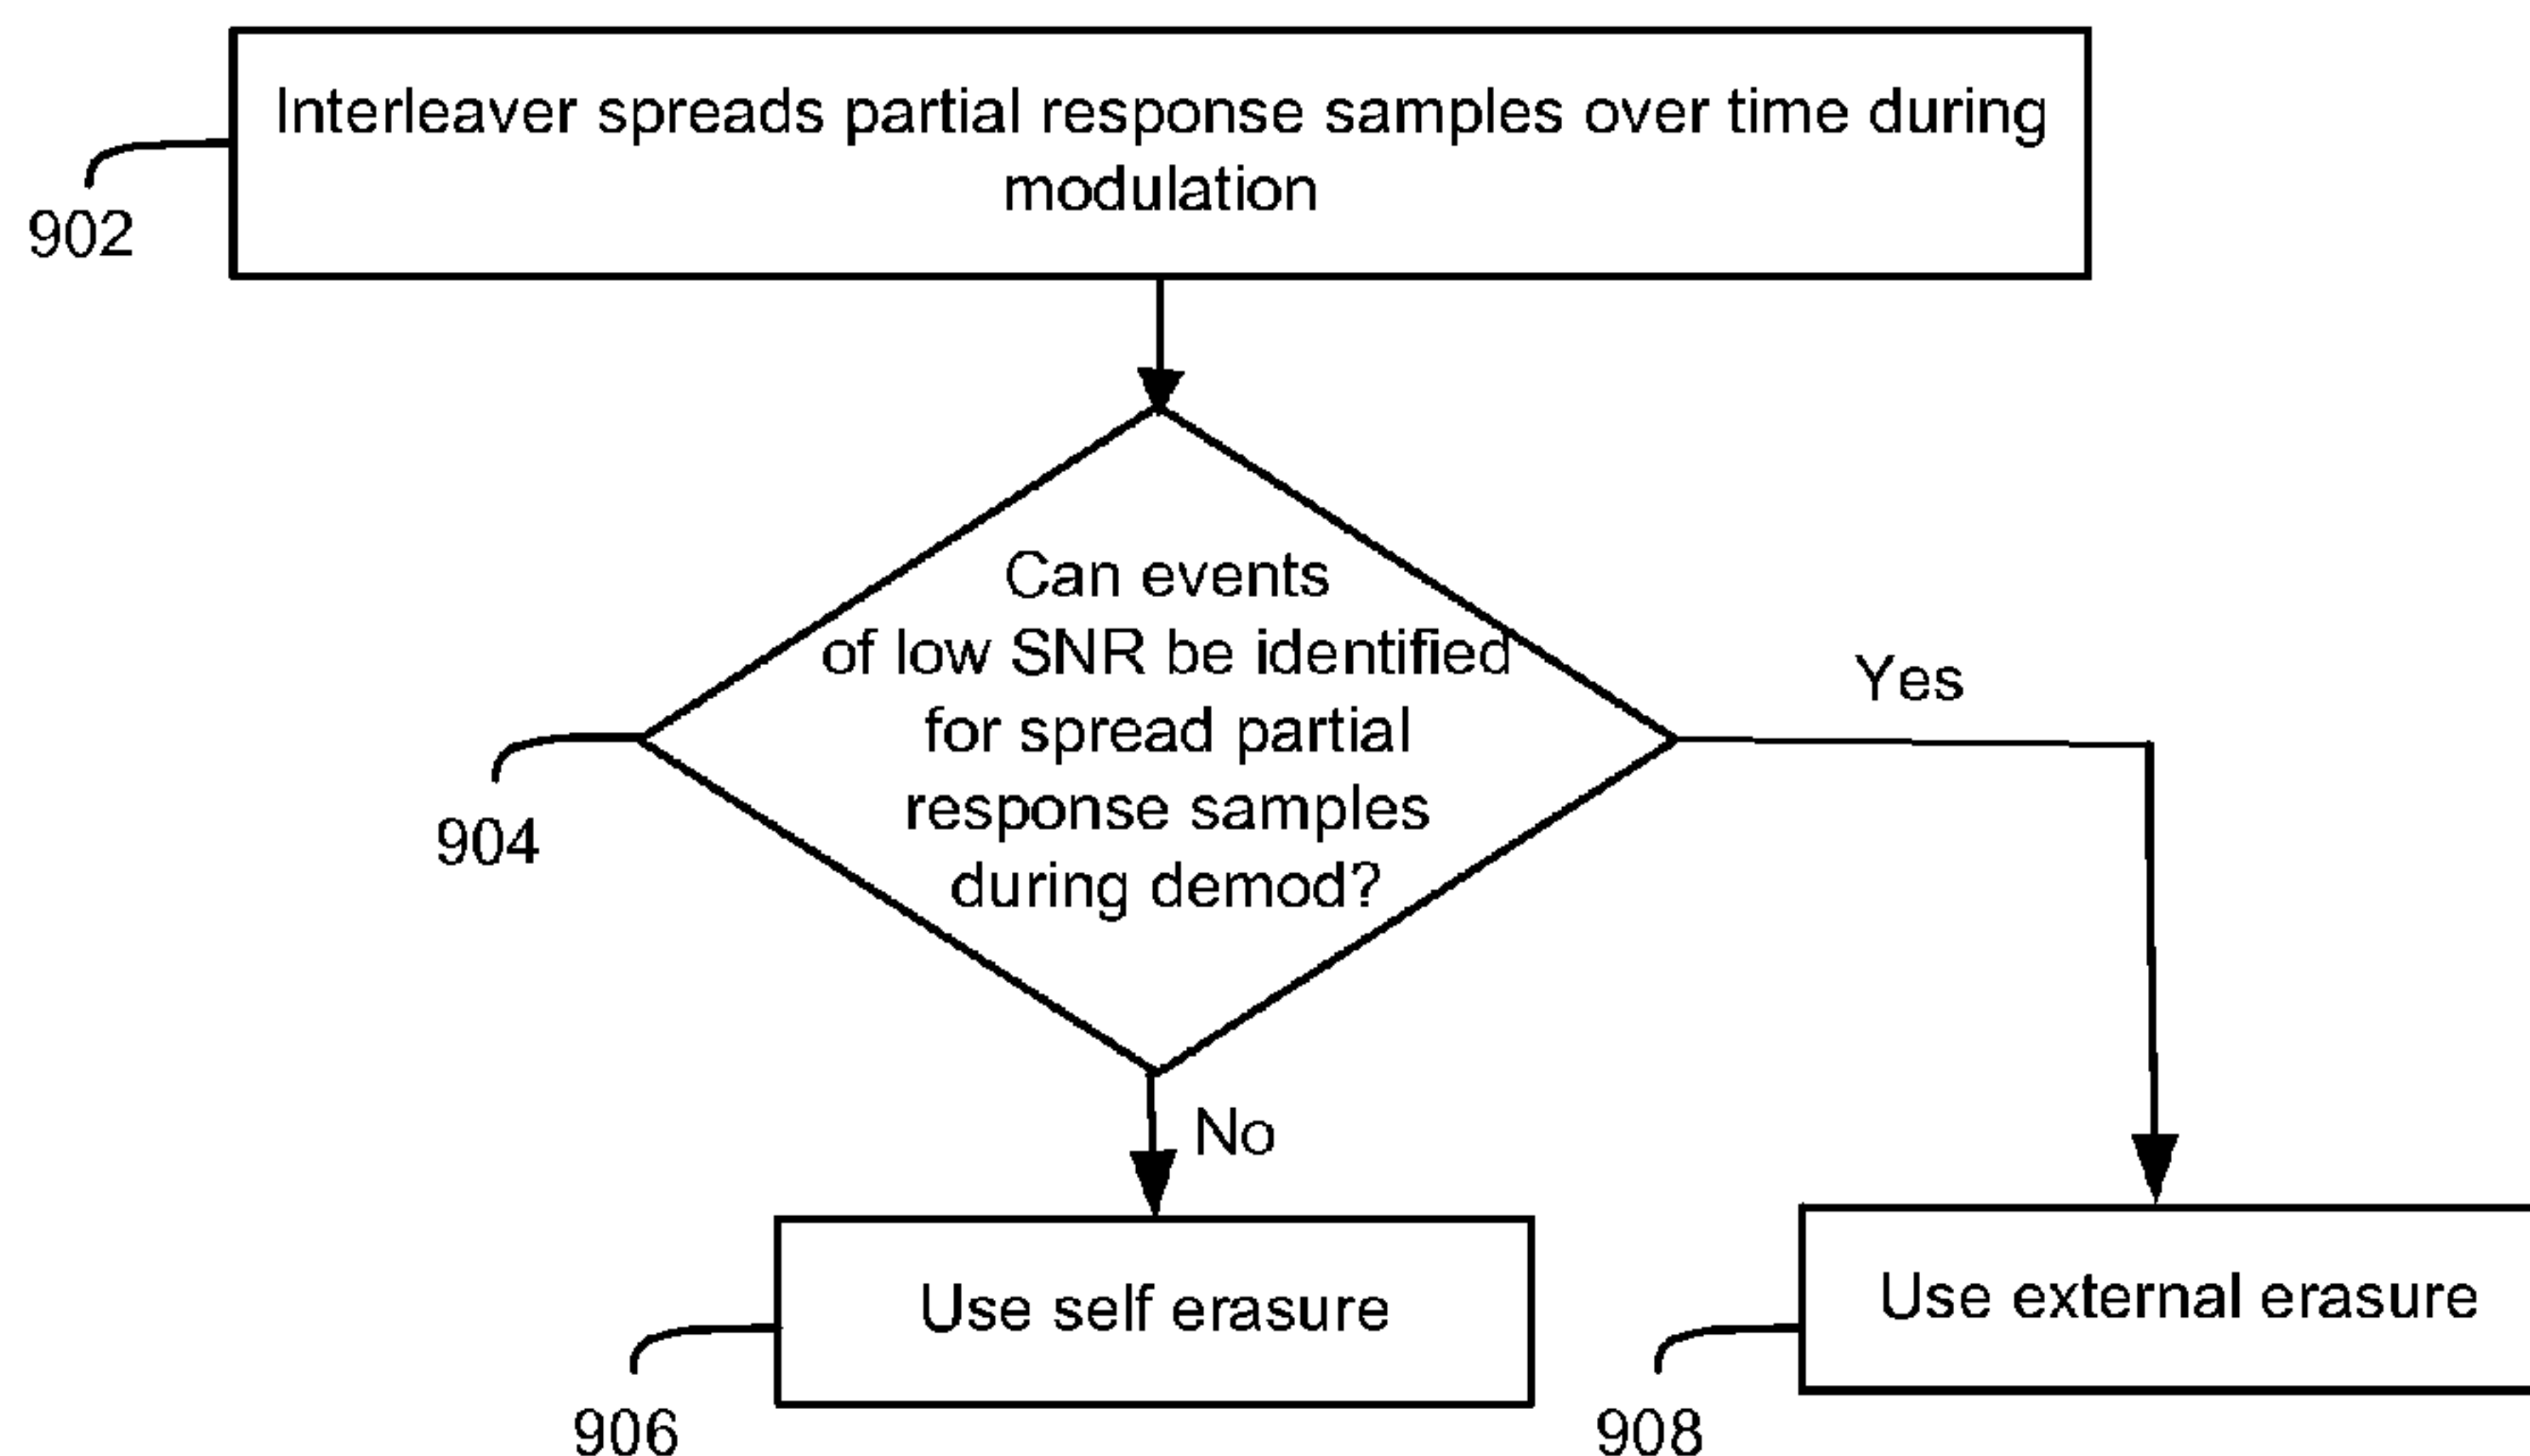 Interleaver spreads partial response samples over time during
modulation
902
Can events
of low SNR be identified
for spread partial
response samples
during demod?
Yes
904
No
Use self erasure
Use external erasure
906
908